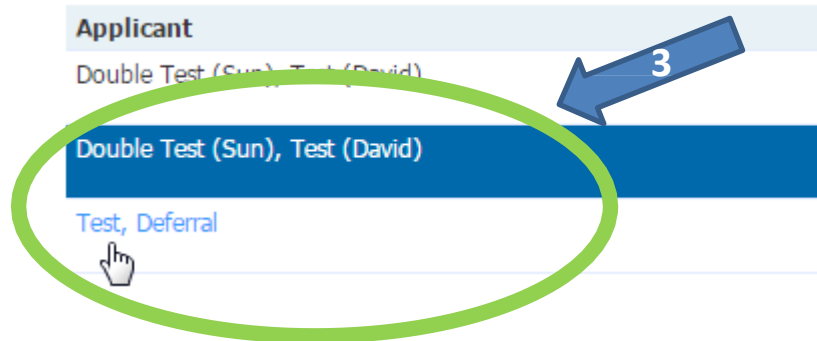 Applicant
Double Test (Sun), Test (David)
3
Double Test (Sun), Test (David)
Test, Deferral